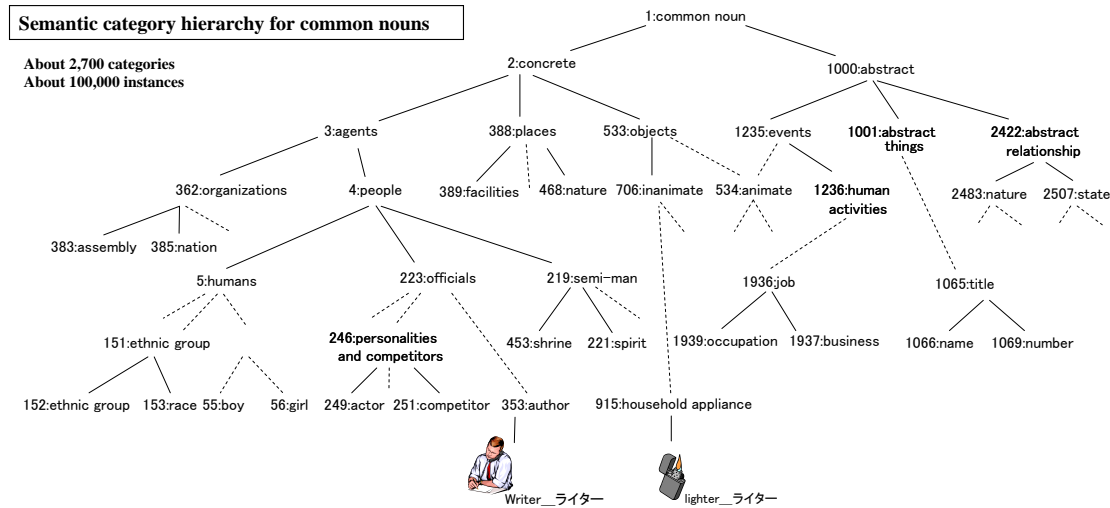 Semantic category hierarchy for common nouns
About 2,700 categories
About 100,000 instances
1:common noun
2:concrete
1000:abstract
3:agents
388:places
533:objects
1235:events
1001:abstract
things
2422:abstract
relationship
362:organizations
4:people
389:facilities
468:nature
706:inanimate
534:animate
1236:human
activities
2483:nature
2507:state
383:assembly
385:nation
5:humans
223:officials
219:semi-man
1936:job
1065:title
151:ethnic group
246:personalities
and competitors
453:shrine
221:spirit
1939:occupation
1937:business
1066:name
1069:number
152:ethnic group
153:race
55:boy
56:girl
249:actor
251:competitor
353:author
915:household appliance
Writer__ライター
lighter__ライター